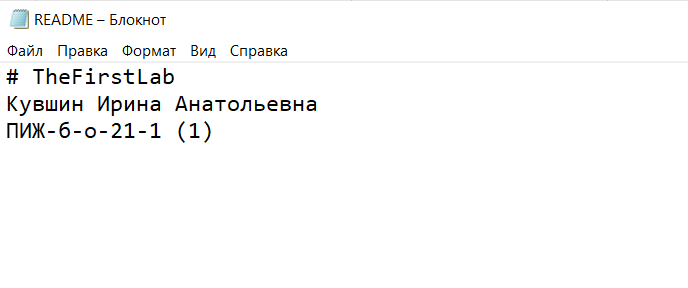 README – Блокнот
Файл Правка Формат Вид Справка
# TheFirstLab
Кувшин Ирина Анатольевна
ПИЖ-б-о-21-1 (1)